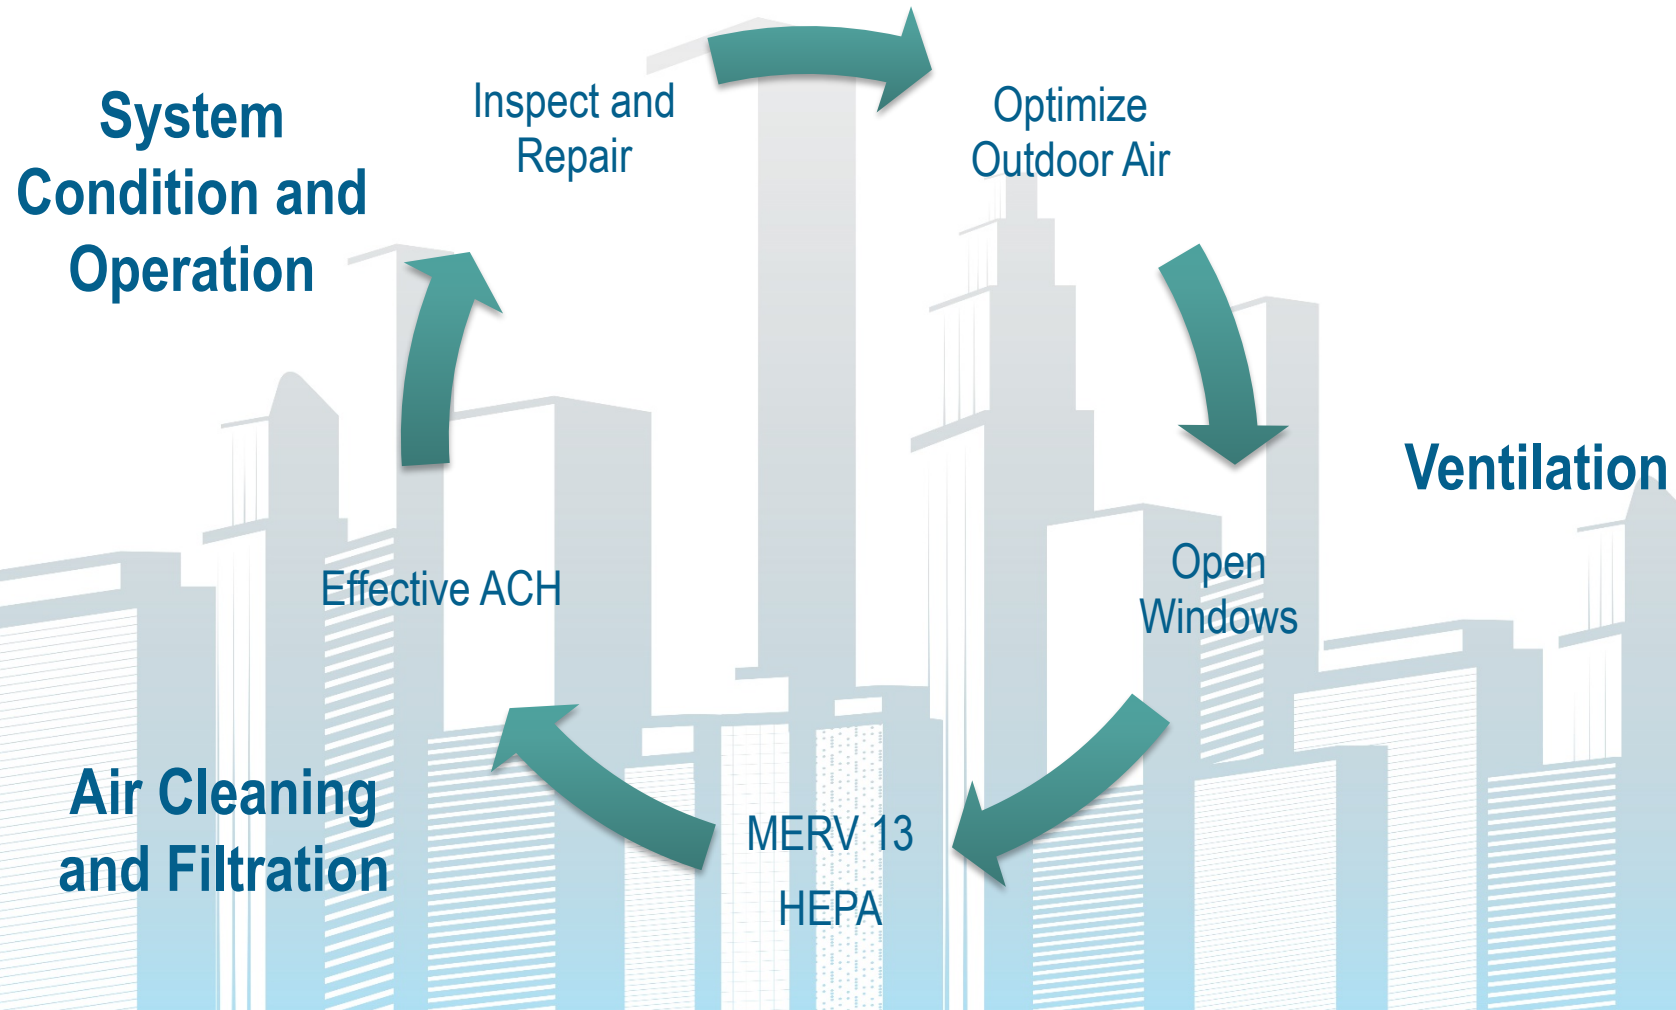 System
Condition and
Operation
Inspect and
Repair
Optimize
Outdoor Air
Ventilation
Open
Windows
MERV 13
HEPA
Air Cleaning
and Filtration
Effective ACH